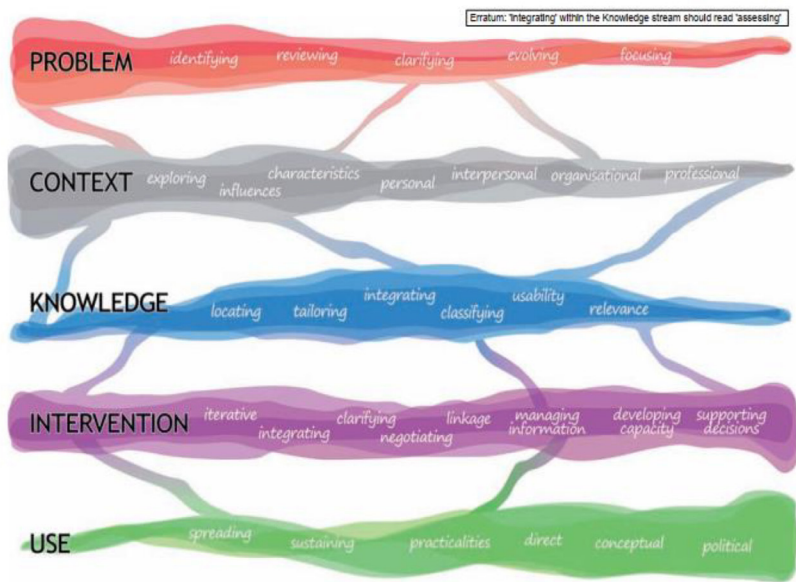 Erratum: 'Integrating' within the Knowledge stream should read 'assessing'
PROBLEM
identifying
reviewing
clarifying
evolving
focusing
CONTEXT
exploring
influences
characteristics
personal
interpersonal
organisational
professional
KNOWLEDGE
locating
tailoring
integrating
classifying
usability
relevance
INTERVENTION
iterative
integrating
clarifying
negotiating
linkage
managing
information
developing
capacity
supporting
decisions
USE
spreading
sustaining
practicalities
direct
conceptual
political